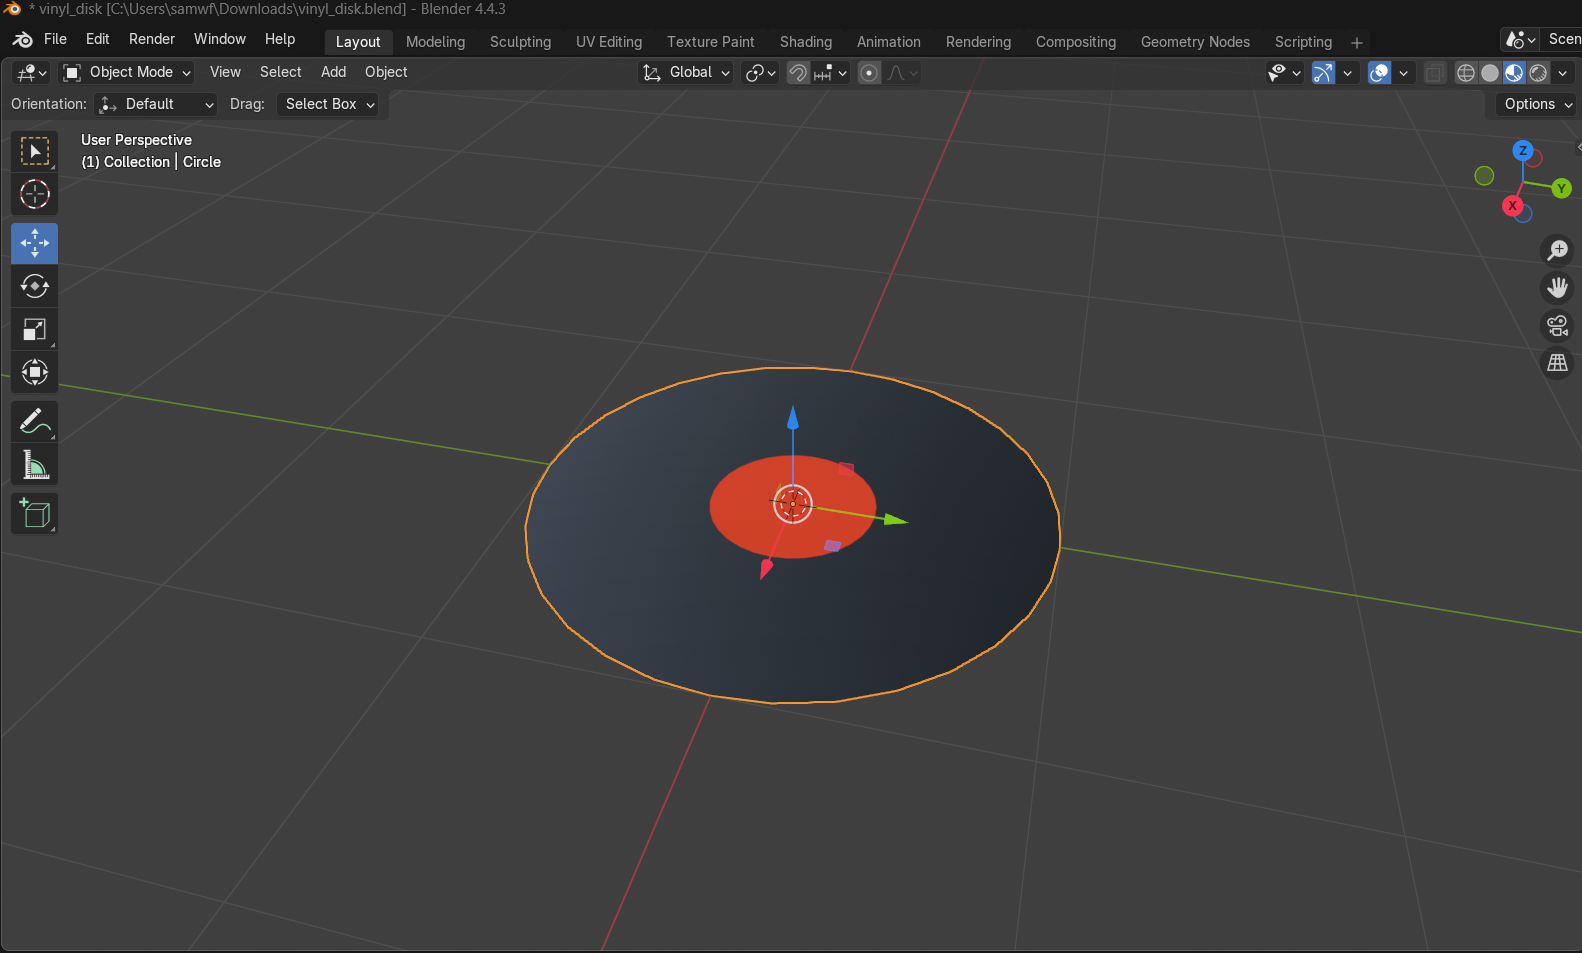 * vinyl_disk [C:\Users\samwf\Downloads\vinyl_disk.blend] - Blender 4.4.3
File Edit Render Window Help Layout Modeling Sculpting UV Editing Texture Paint Shading Animation Rendering Compositing Geometry Nodes Scripting + Scen
Object Mode View Select Add Object Global
Orientation: Default Drag: Select Box Options
User Perspective
(1) Collection | Circle
Z
Y
X